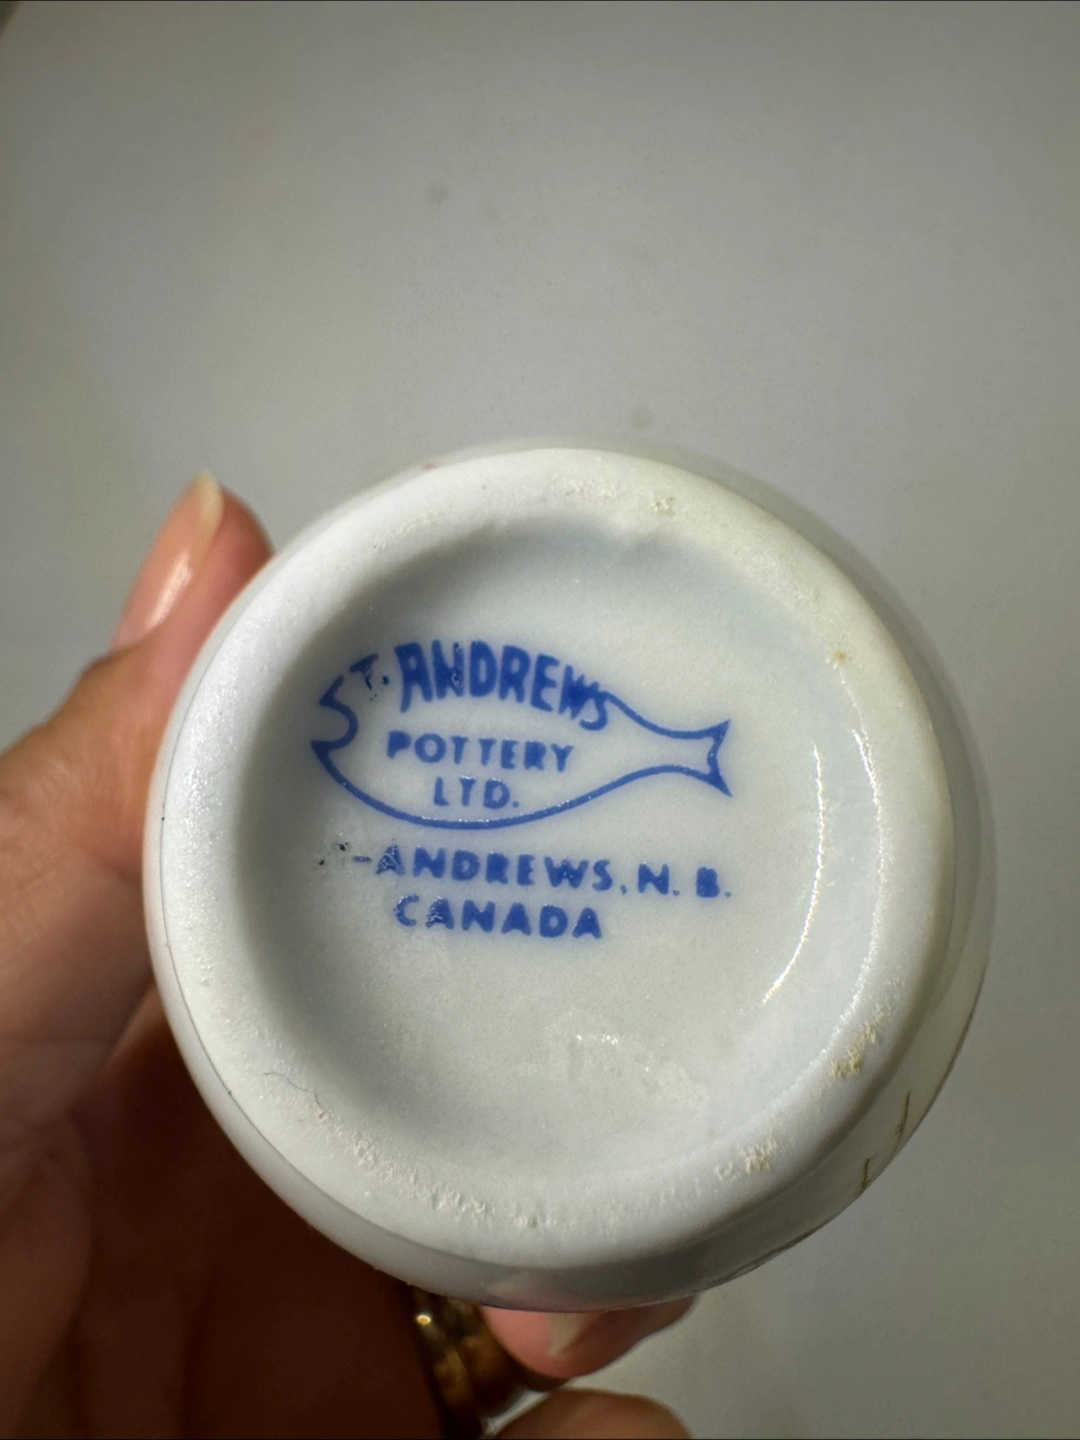 ST. ANDREWS
POTTERY
LTD.
-ANDREWS, N. B.
CANADA